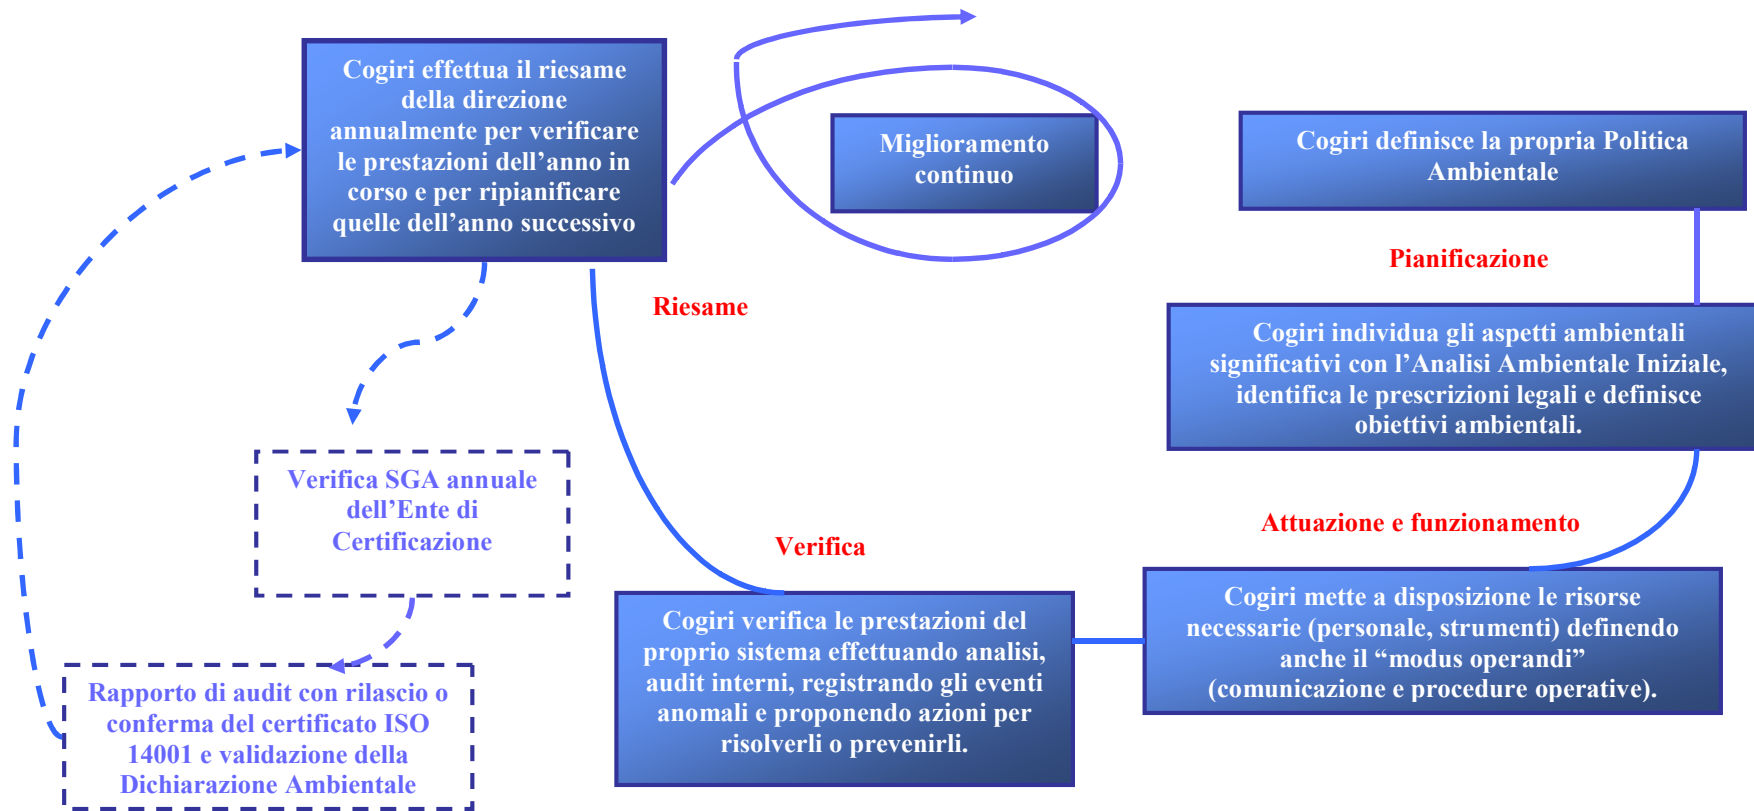 Cogiri effettua il riesame
della direzione
annualmente per verificare
le prestazioni dell’anno in
corso e per ripianificare
quelle dell’anno successivo
Miglioramento
continuo
Cogiri definisce la propria Politica
Ambientale
Pianificazione
Riesame
Cogiri individua gli aspetti ambientali
significativi con l’Analisi Ambientale Iniziale,
identifica le prescrizioni legali e definisce
obiettivi ambientali.
Verifica SGA annuale
dell’Ente di
Certificazione
Verifica
Attuazione e funzionamento
Cogiri mette a disposizione le risorse
necessarie (personale, strumenti) definendo
anche il “modus operandi”
(comunicazione e procedure operative).
Cogiri verifica le prestazioni del
proprio sistema effettuando analisi,
audit interni, registrando gli eventi
anomali e proponendo azioni per
risolverli o prevenirli.
Rapporto di audit con rilascio o
conferma del certificato ISO
14001 e validazione della
Dichiarazione Ambientale